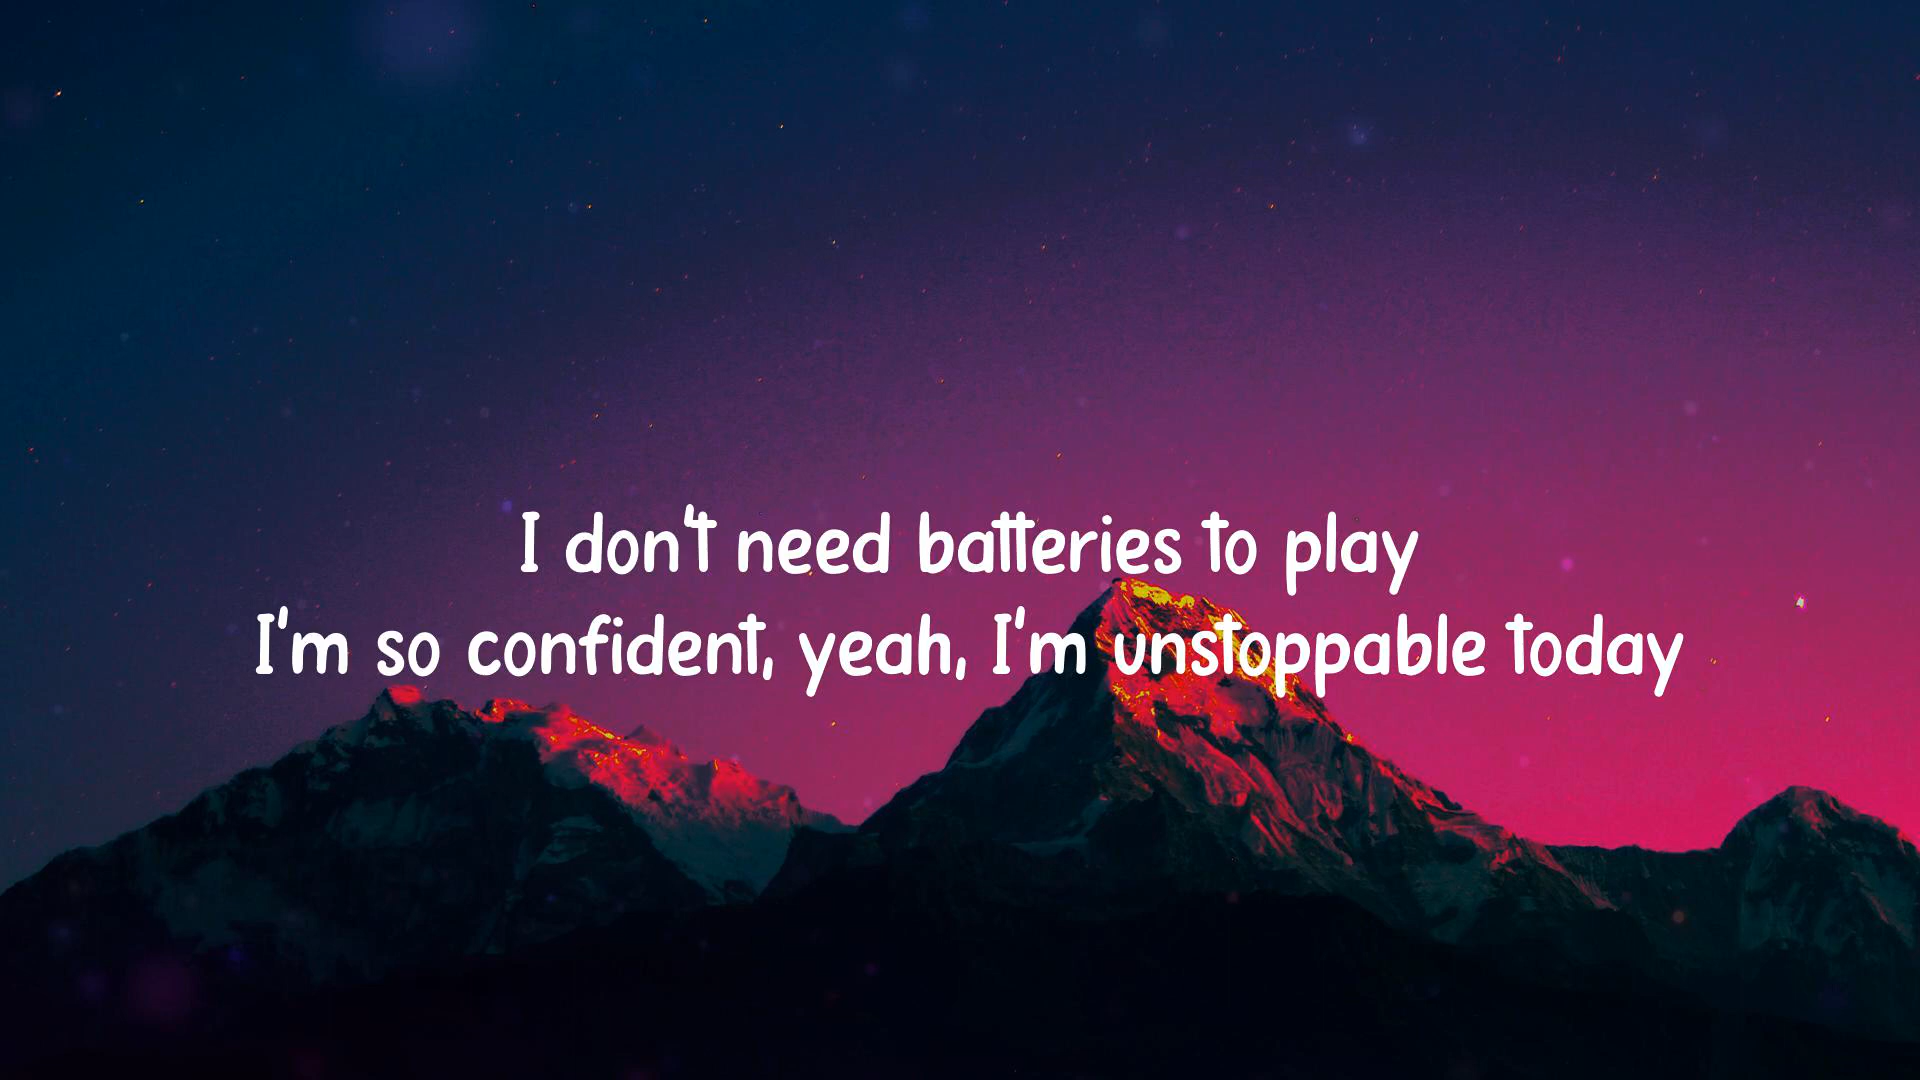 I don't need batteries to play
I'm so confident, yeah, I'm unstoppable today